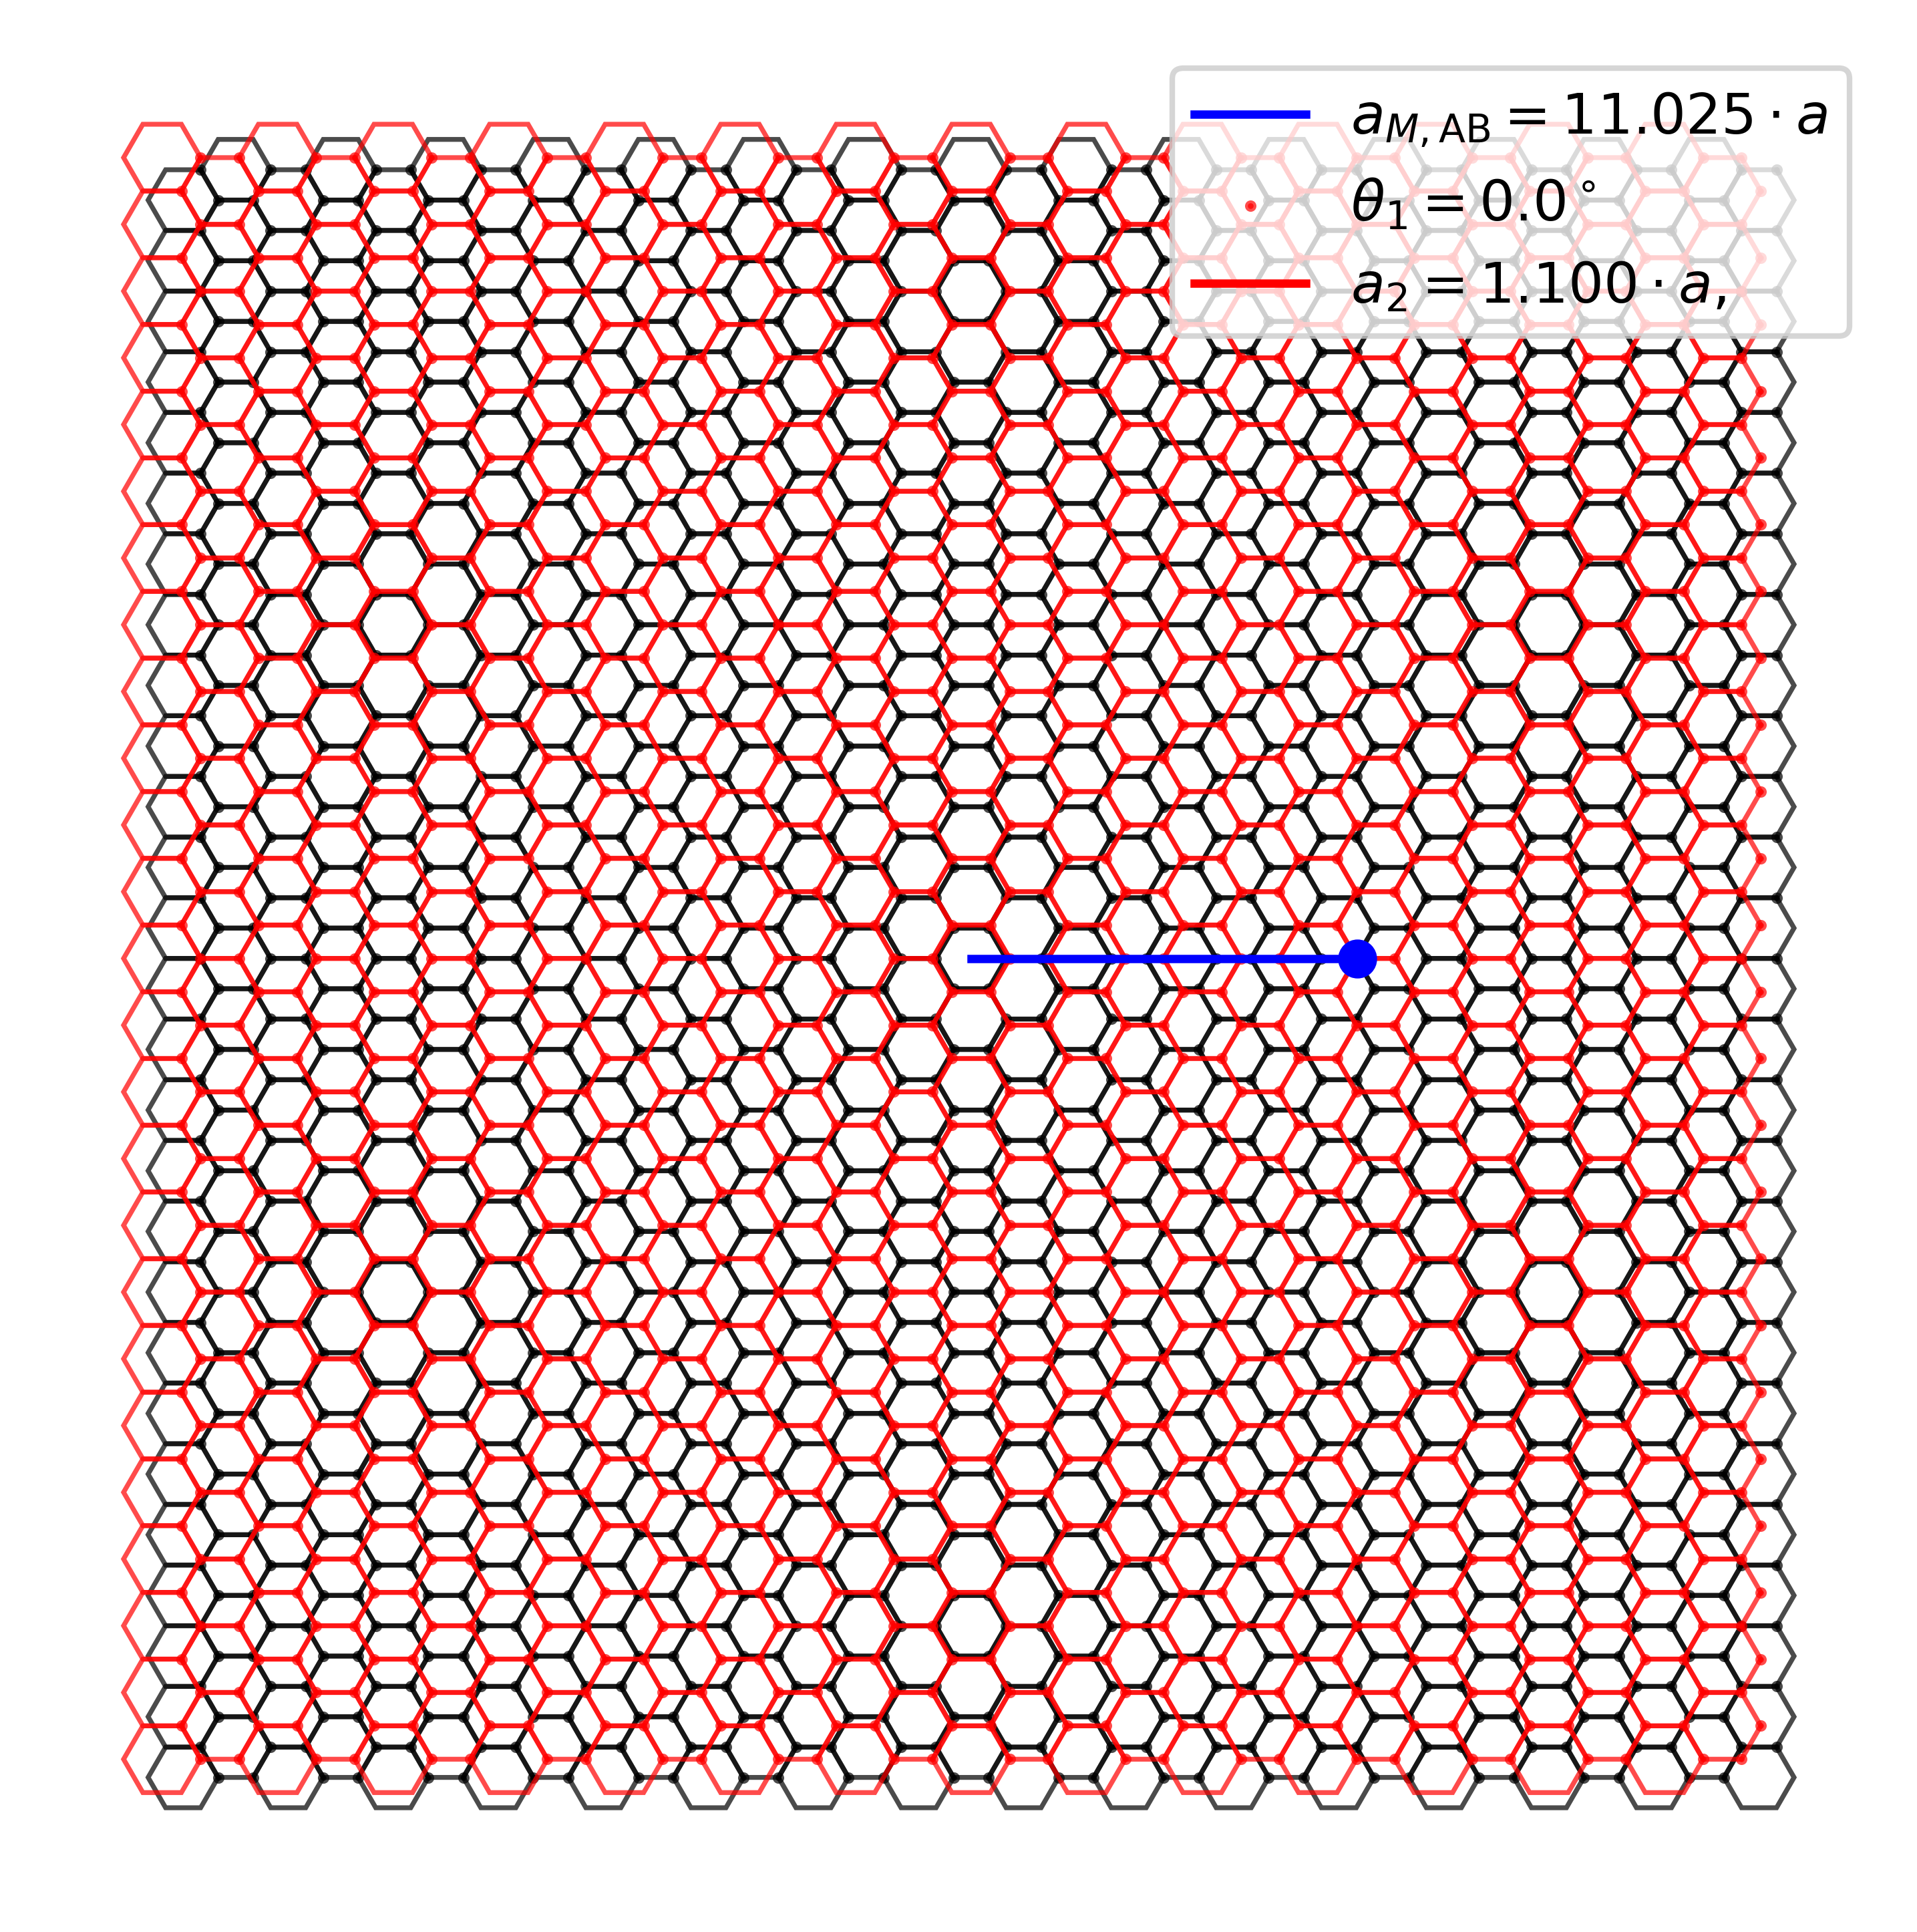 a_{M, AB} = 11.025 · a
θ_1 = 0.0°
a_2 = 1.100 · a,